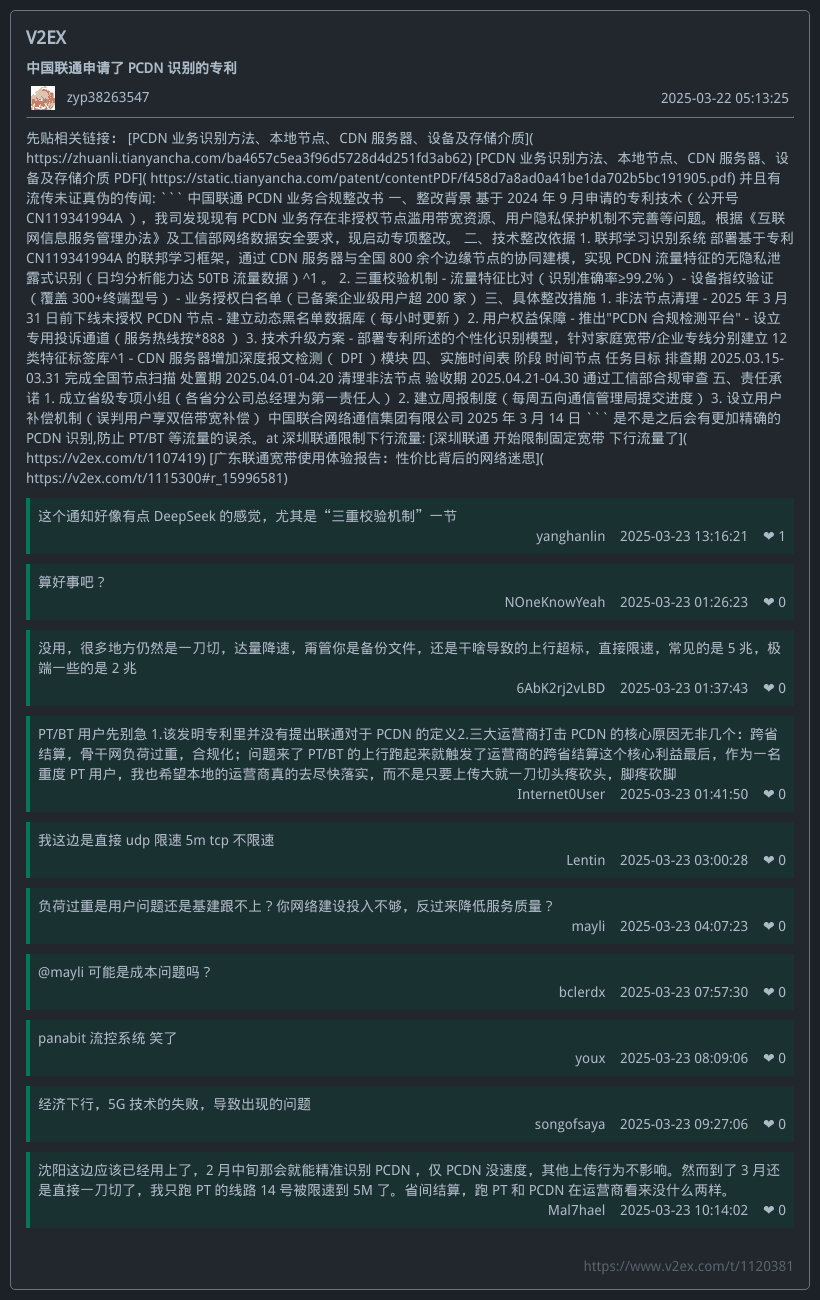 V2EX
中国联通申请了 PCDN 识别的专利
zyp38263547
2025-03-22 05:13:25
先贴相关链接： [PCDN 业务识别方法、本地节点、CDN 服务器、设备及存储介质](
https://zhuanli.tianyancha.com/ba4657c5ea3f96d5728d4d251fd3ab62) [PCDN 业务识别方法、本地节点、CDN 服务器、设
备及存储介质 PDF]( https://static.tianyancha.com/patent/contentPDF/f458d7a8ad0a41be1da702b5bc191905.pdf) 并且有
流传未证真伪的传闻: ``` 中国联通 PCDN 业务合规整改书 一、整改背景 基于 2024 年 9 月申请的专利技术（公开号
CN119341994A ），我司发现现有 PCDN 业务存在非授权节点滥用带宽资源、用户隐私保护机制不完善等问题。根据《互联
网信息服务管理办法》及工信部网络数据安全要求，现启动专项整改。 二、技术整改依据 1. 联邦学习识别系统 部署基于专利
CN119341994A 的联邦学习框架，通过 CDN 服务器与全国 800 余个边缘节点的协同建模，实现 PCDN 流量特征的无隐私泄
露式识别（日均分析能力达 50TB 流量数据）^1 。 2. 三重校验机制 - 流量特征比对（识别准确率≥99.2%） - 设备指纹验证
（覆盖 300+终端型号） - 业务授权白名单（已备案企业级用户超 200 家） 三、具体整改措施 1. 非法节点清理 - 2025 年 3 月
31 日前下线未授权 PCDN 节点 - 建立动态黑名单数据库（每小时更新） 2. 用户权益保障 - 推出"PCDN 合规检测平台" - 设立
专用投诉通道（服务热线按*888 ） 3. 技术升级方案 - 部署专利所述的个性化识别模型，针对家庭宽带/企业专线分别建立 12
类特征标签库^1 - CDN 服务器增加深度报文检测（ DPI ）模块 四、实施时间表 阶段 时间节点 任务目标 排查期 2025.03.15-
03.31 完成全国节点扫描 处置期 2025.04.01-04.20 清理非法节点 验收期 2025.04.21-04.30 通过工信部合规审查 五、责任承
诺 1. 成立省级专项小组（各省分公司总经理为第一责任人） 2. 建立周报制度（每周五向通信管理局提交进度） 3. 设立用户
补偿机制（误判用户享双倍带宽补偿） 中国联合网络通信集团有限公司 2025 年 3 月 14 日 ``` 是不是之后会有更加精确的
PCDN 识别,防止 PT/BT 等流量的误杀。at 深圳联通限制下行流量: [深圳联通 开始限制固定宽带 下行流量了](
https://v2ex.com/t/1107419) [广东联通宽带使用体验报告：性价比背后的网络迷思](
https://v2ex.com/t/1115300#r_15996581)
这个通知好像有点 DeepSeek 的感觉，尤其是“三重校验机制”一节
yanghanlin 2025-03-23 13:16:21 ❤ 1
算好事吧？
NOneKnowYeah 2025-03-23 01:26:23 ❤ 0
没用，很多地方仍然是一刀切，达量降速，甭管你是备份文件，还是干啥导致的上行超标，直接限速，常见的是 5 兆，极
端一些的是 2 兆
6AbK2rj2vLBD 2025-03-23 01:37:43 ❤ 0
PT/BT 用户先别急 1.该发明专利里并没有提出联通对于 PCDN 的定义2.三大运营商打击 PCDN 的核心原因无非几个：跨省
结算，骨干网负荷过重，合规化；问题来了 PT/BT 的上行跑起来就触发了运营商的跨省结算这个核心利益最后，作为一名
重度 PT 用户，我也希望本地的运营商真的去尽快落实，而不是只要上传大就一刀切头疼砍头，脚疼砍脚
Internet0User 2025-03-23 01:41:50 ❤ 0
我这边是直接 udp 限速 5m tcp 不限速
Lentin 2025-03-23 03:00:28 ❤ 0
负荷过重是用户问题还是基建跟不上？你网络建设投入不够，反过来降低服务质量？
mayli 2025-03-23 04:07:23 ❤ 0
@mayli 可能是成本问题吗？
bclerdx 2025-03-23 07:57:30 ❤ 0
panabit 流控系统 笑了
youx 2025-03-23 08:09:06 ❤ 0
经济下行，5G 技术的失败，导致出现的问题
songofsaya 2025-03-23 09:27:06 ❤ 0
沈阳这边应该已经用上了，2 月中旬那会就能精准识别 PCDN ，仅 PCDN 没速度，其他上传行为不影响。然而到了 3 月还
是直接一刀切了，我只跑 PT 的线路 14 号被限速到 5M 了。省间结算，跑 PT 和 PCDN 在运营商看来没什么两样。
Mal7hael 2025-03-23 10:14:02 ❤ 0
https://www.v2ex.com/t/1120381